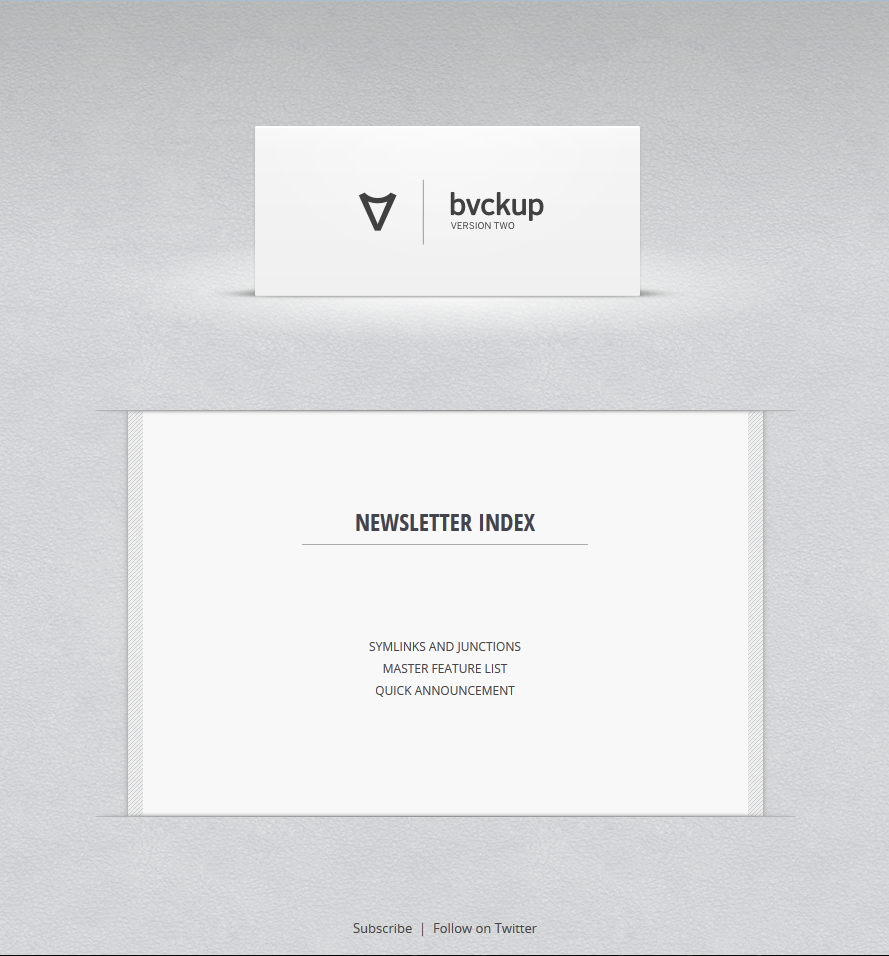 bvckup
VERSION TWO
NEWSLETTER INDEX
SYMLINKS AND JUNCTIONS
MASTER FEATURE LIST
QUICK ANNOUNCEMENT
Subscribe | Follow on Twitter